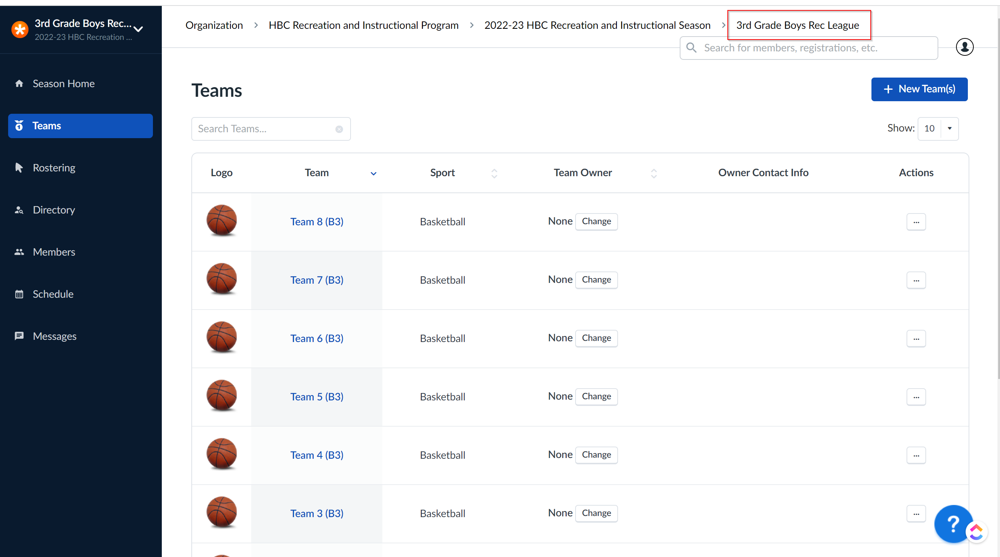 3rd Grade Boys Rec...
2022-23 HBC Recreation ...
Season Home
Teams
Rostering
Directory
Members
Schedule
Messages
Organization > HBC Recreation and Instructional Program > 2022-23 HBC Recreation and Instructional Season > 3rd Grade Boys Rec League
Search for members, registrations, etc.
Teams
+ New Team(s)
Search Teams...
Show: 10
Logo Team Sport Team Owner Owner Contact Info Actions
Team 8 (B3) Basketball None Change ...
Team 7 (B3) Basketball None Change ...
Team 6 (B3) Basketball None Change ...
Team 5 (B3) Basketball None Change ...
Team 4 (B3) Basketball None Change ...
Team 3 (B3) Basketball None Change ...
?